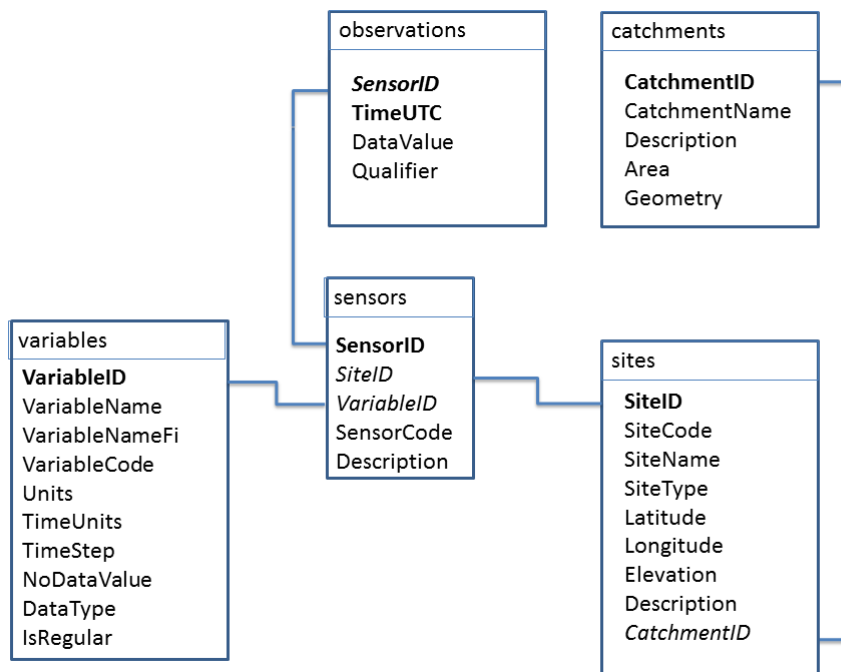 observations
SensorID
TimeUTC
DataValue
Qualifier
catchments
CatchmentID
CatchmentName
Description
Area
Geometry
sensors
SensorID
SiteID
VariableID
SensorCode
Description
variables
VariableID
VariableName
VariableNameFi
VariableCode
Units
TimeUnits
TimeStep
NoDataValue
DataType
IsRegular
sites
SiteID
SiteCode
SiteName
SiteType
Latitude
Longitude
Elevation
Description
CatchmentID